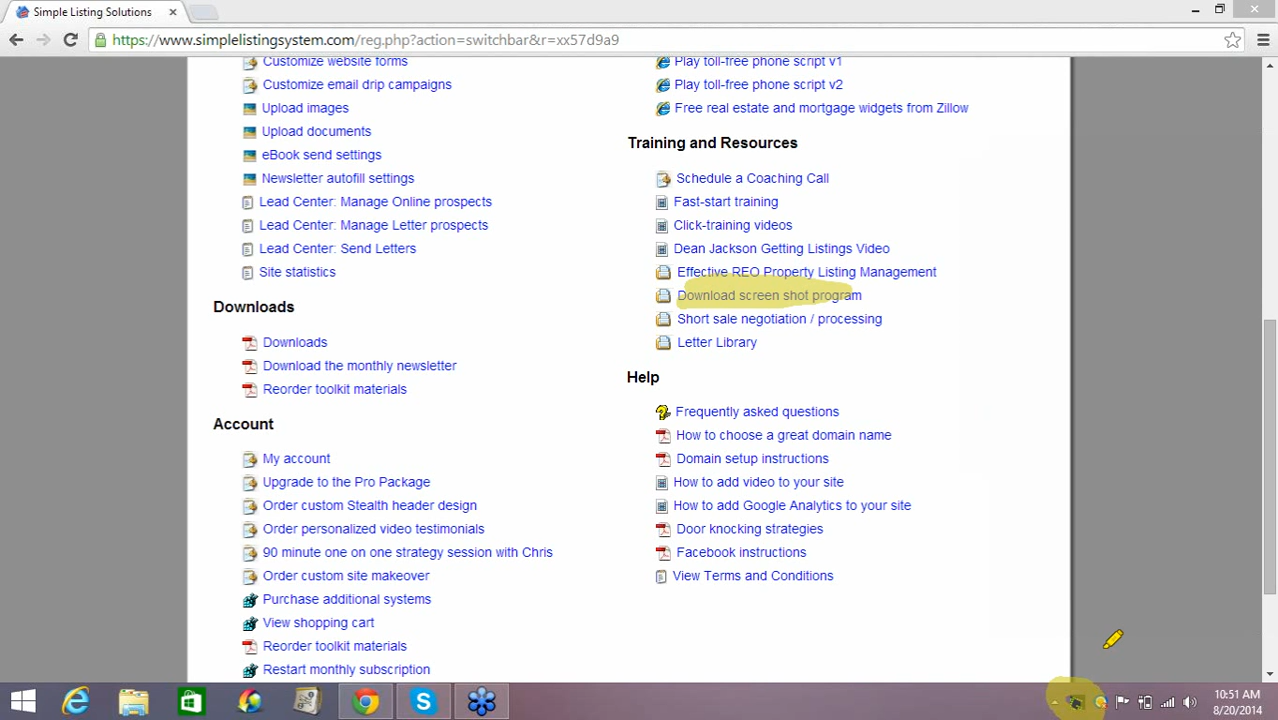 Simple Listing Solutions
https://www.simplelistingsystem.com/reg.php?action=switchbar&r=xx57d9a9
Customize website forms
Customize email drip campaigns
Upload images
Upload documents
eBook send settings
Newsletter autofill settings
Lead Center: Manage Online prospects
Lead Center: Manage Letter prospects
Lead Center: Send Letters
Site statistics
Downloads
Downloads
Download the monthly newsletter
Reorder toolkit materials
Account
My account
Upgrade to the Pro Package
Order custom Stealth header design
Order personalized video testimonials
90 minute one on one strategy session with Chris
Order custom site makeover
Purchase additional systems
View shopping cart
Reorder toolkit materials
Restart monthly subscription
Play toll-free phone script v1
Play toll-free phone script v2
Free real estate and mortgage widgets from Zillow
Training and Resources
Schedule a Coaching Call
Fast-start training
Click-training videos
Dean Jackson Getting Listings Video
Effective REO Property Listing Management
Download screen shot program
Short sale negotiation / processing
Letter Library
Help
Frequently asked questions
How to choose a great domain name
Domain setup instructions
How to add video to your site
How to add Google Analytics to your site
Door knocking strategies
Facebook instructions
View Terms and Conditions
10:51 AM
8/20/2014